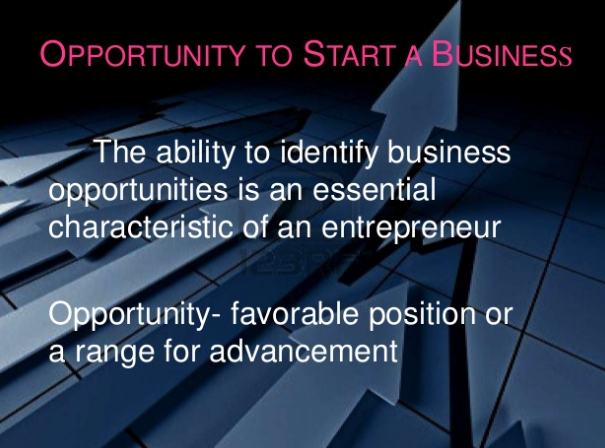 OPPORTUNITY TO START A BUSINESS
The ability to identify business
opportunities is an essential
characteristic of an entrepreneur
Opportunity- favorable position or
a range for advancement